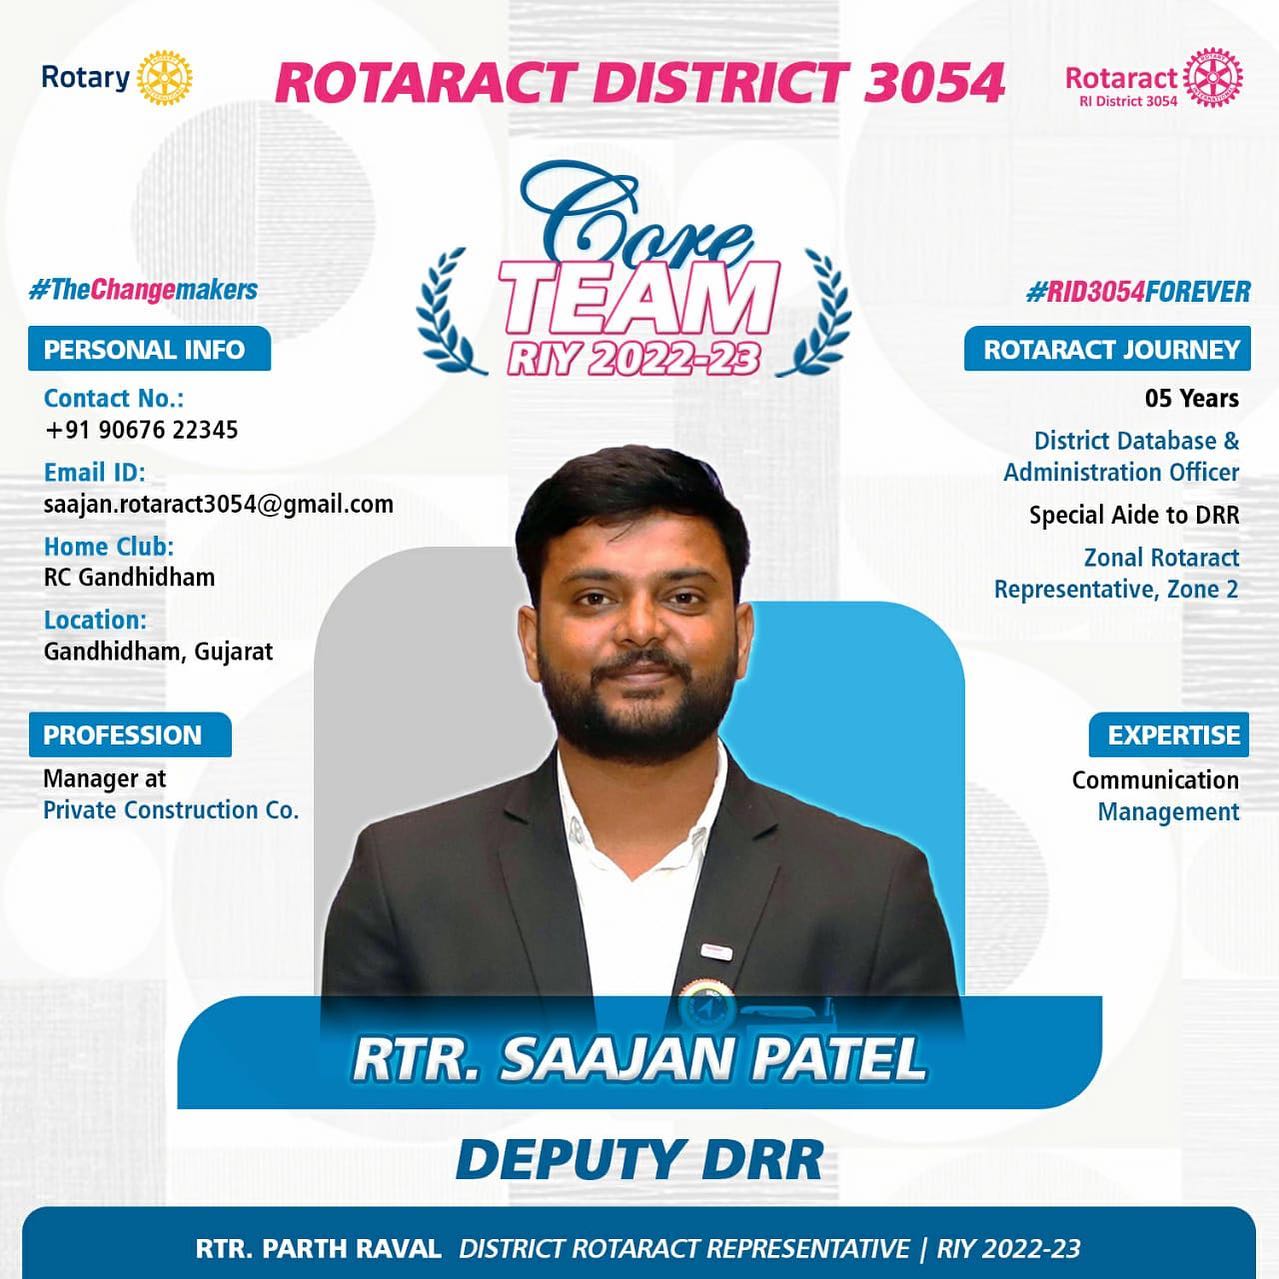 Rotary
ROTARACT DISTRICT 3054
Rotaract
RI District 3054
Core
TEAM
RIY 2022-23
#TheChangemakers
PERSONAL INFO
Contact No.:
+91 90676 22345
Email ID:
saajan.rotaract3054@gmail.com
Home Club:
RC Gandhidham
Location:
Gandhidham, Gujarat
PROFESSION
Manager at
Private Construction Co.
#RID3054FOREVER
ROTARACT JOURNEY
05 Years
District Database &
Administration Officer
Special Aide to DRR
Zonal Rotaract
Representative, Zone 2
EXPERTISE
Communication
Management
RTR. SAAJAN PATEL
DEPUTY DRR
RTR. PARTH RAVAL DISTRICT ROTARACT REPRESENTATIVE | RIY 2022-23